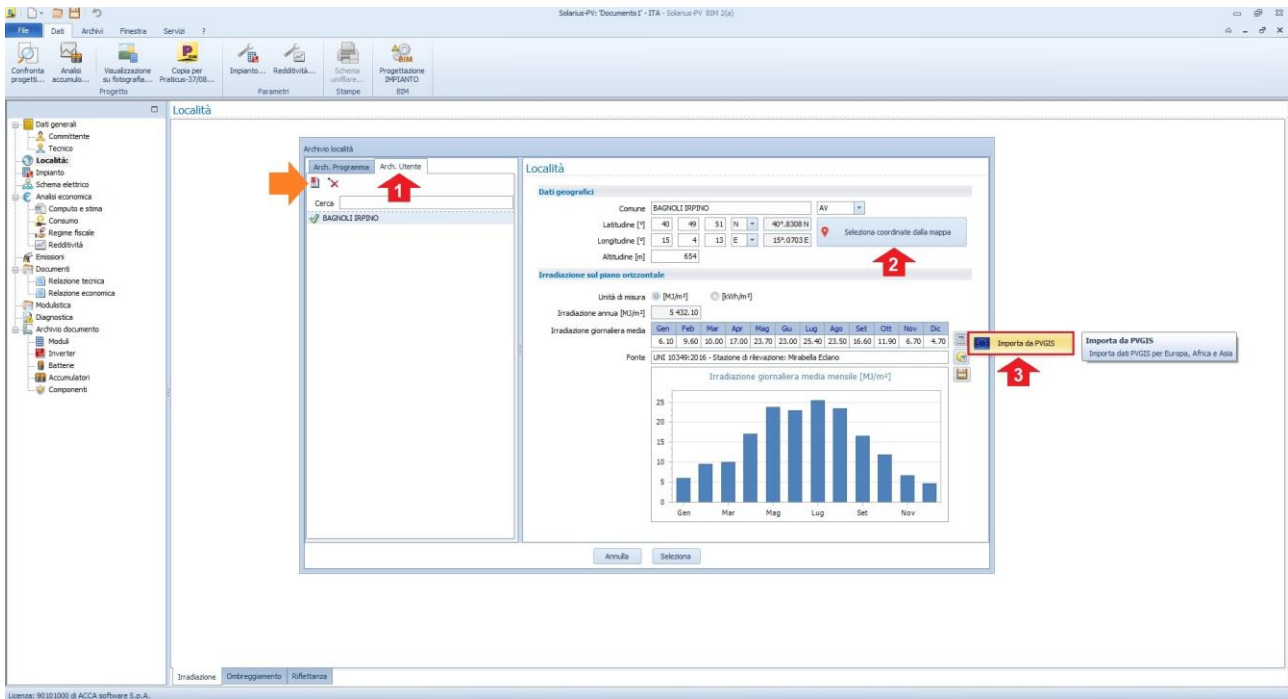 Solarius-PV: 'Documento1' - ITA - Solarius-PV BIM 2(a)
File Dati Archivi Finestra Servizi ?
Confronta progetti... Analisi accumulo... Visualizzazione su fotografia... Copia per Praticus-37/08... Impianto... Redditività... Schema unifilare... Progettazione IMPIANTO
BIM
Progetto Parametri Stampe BIM
Località
Dati generali
Committente
Tecnico
Località:
Impianto
Schema elettrico
Analisi economica
Computo e stima
Consumo
Regime fiscale
Redditività
Emissioni
Documenti
Relazione tecnica
Relazione economica
Modulistica
Diagnostica
Archivio documento
Moduli
Inverter
Batterie
Accumulatori
Componenti
Archivio località
Arch. Programma Arch. Utente
1
Cerca
BAGNOLI IRPINO
Località
Dati geografici
Comune BAGNOLI IRPINO AV
Latitudine [°] 40 49 51 N 40°.8308 N
Longitudine [°] 15 4 13 E 15°.0703 E
Seleziona coordinate dalla mappa
Altitudine [m] 654
2
Irradiazione sul piano orizzontale
Unità di misura [MJ/m²] [kWh/m²]
Irradiazione annua [MJ/m²] 5 432.10
Irradiazione giornaliera media Gen Feb Mar Apr Mag Giu Lug Ago Set Ott Nov Dic
6.10 9.60 10.00 17.00 23.70 23.00 25.40 23.50 16.60 11.90 6.70 4.70
Fonte UNI 10349:2016 - Stazione di rilevazione: Mirabella Eclano
Importa da PVGIS
Importa da PVGIS
Importa dati PVGIS per Europa, Africa e Asia
3
Irradiazione giornaliera media mensile [MJ/m²]
25
20
15
10
5
0
Gen Mar Mag Lug Set Nov
Annulla Seleziona
Irradiazione Ombreggiamento Riflettanza
Licenza: 90101000 di ACCA software S.p.A.